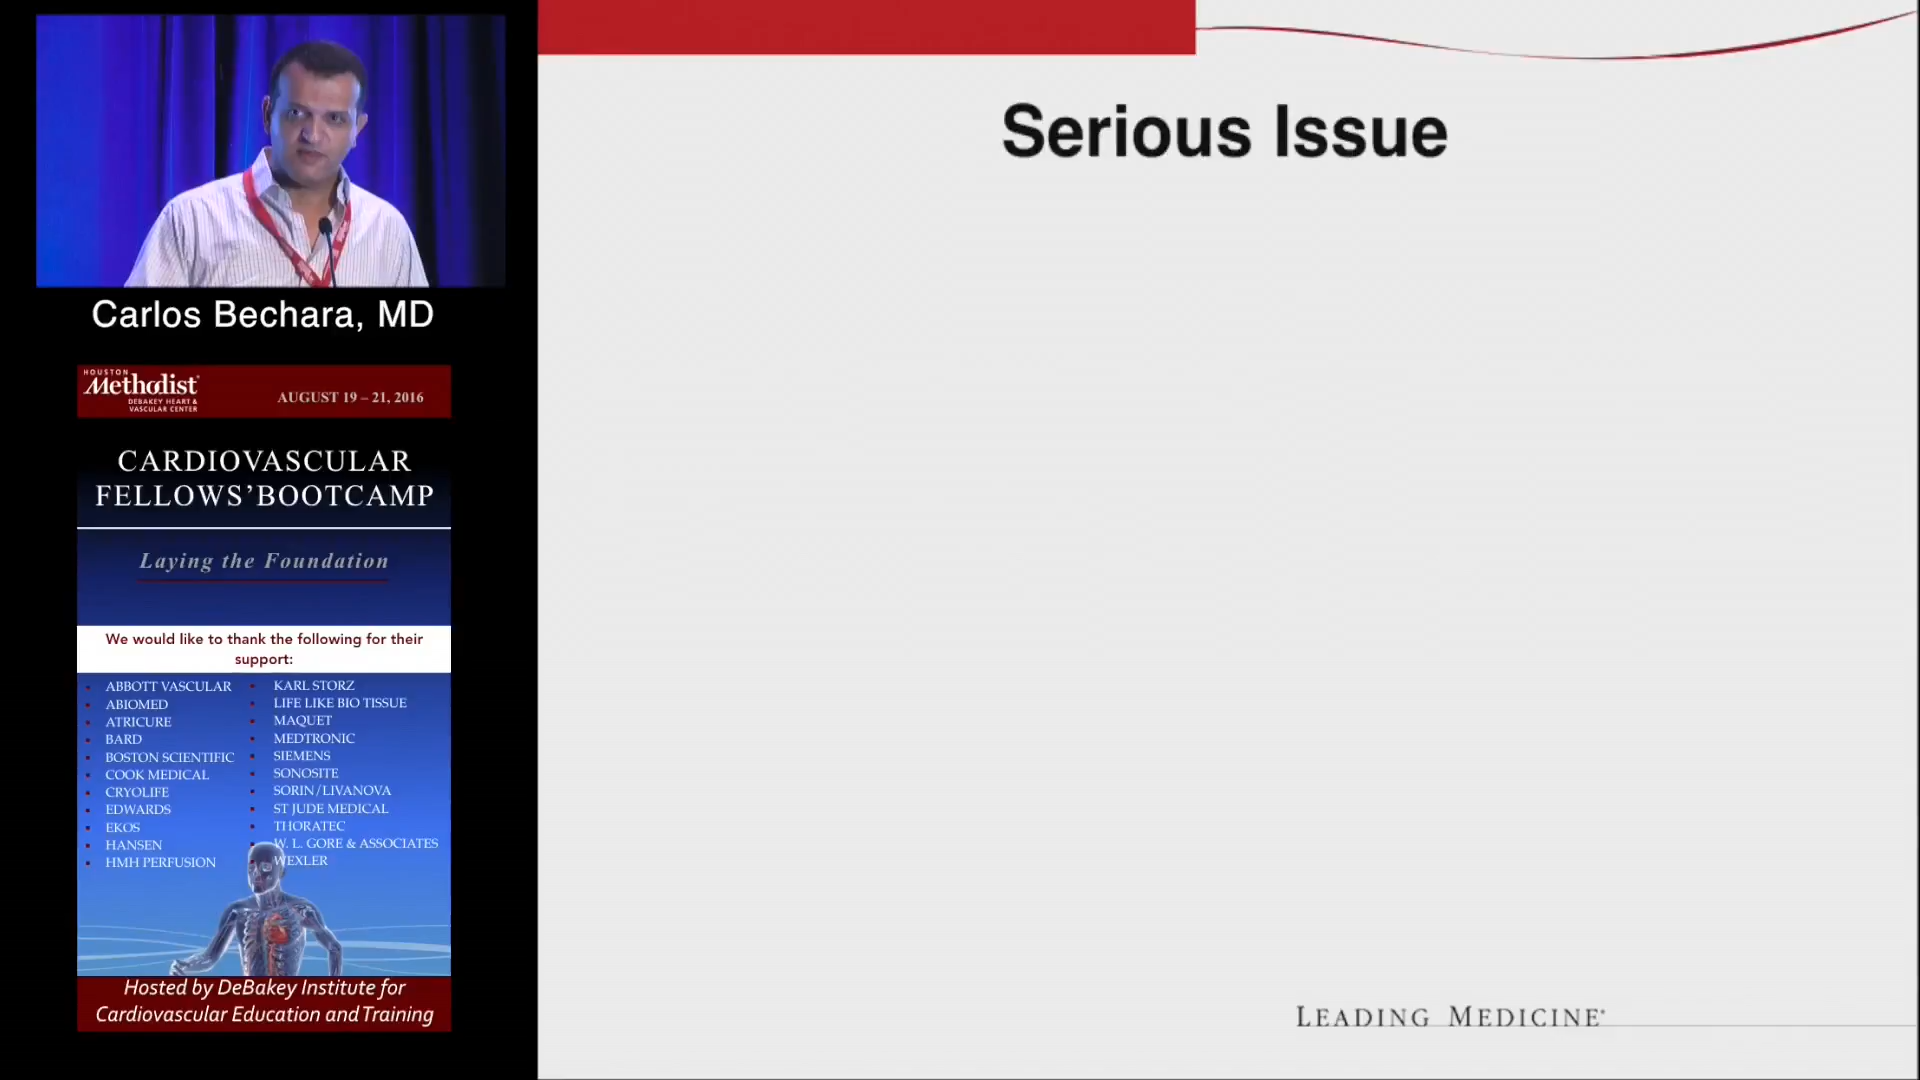 Serious Issue
Carlos Bechara, MD
HOUSTON
Methodist
DEBAKEY HEART &
VASCULAR CENTER
AUGUST 19 – 21, 2016
CARDIOVASCULAR
FELLOWS’BOOTCAMP
Laying the Foundation
We would like to thank the following for their
support:
ABBOTT VASCULAR
ABIOMED
ATRICURE
BARD
BOSTON SCIENTIFIC
COOK MEDICAL
CRYOLIFE
EDWARDS
EKOS
HANSEN
HMH PERFUSION
KARL STORZ
LIFE LIKE BIO TISSUE
MAQUET
MEDTRONIC
SIEMENS
SONOSITE
SORIN/LIVANOVA
ST JUDE MEDICAL
THORATEC
W. L. GORE & ASSOCIATES
WEXLER
Hosted by DeBakey Institute for
Cardiovascular Education and Training
LEADING MEDICINE